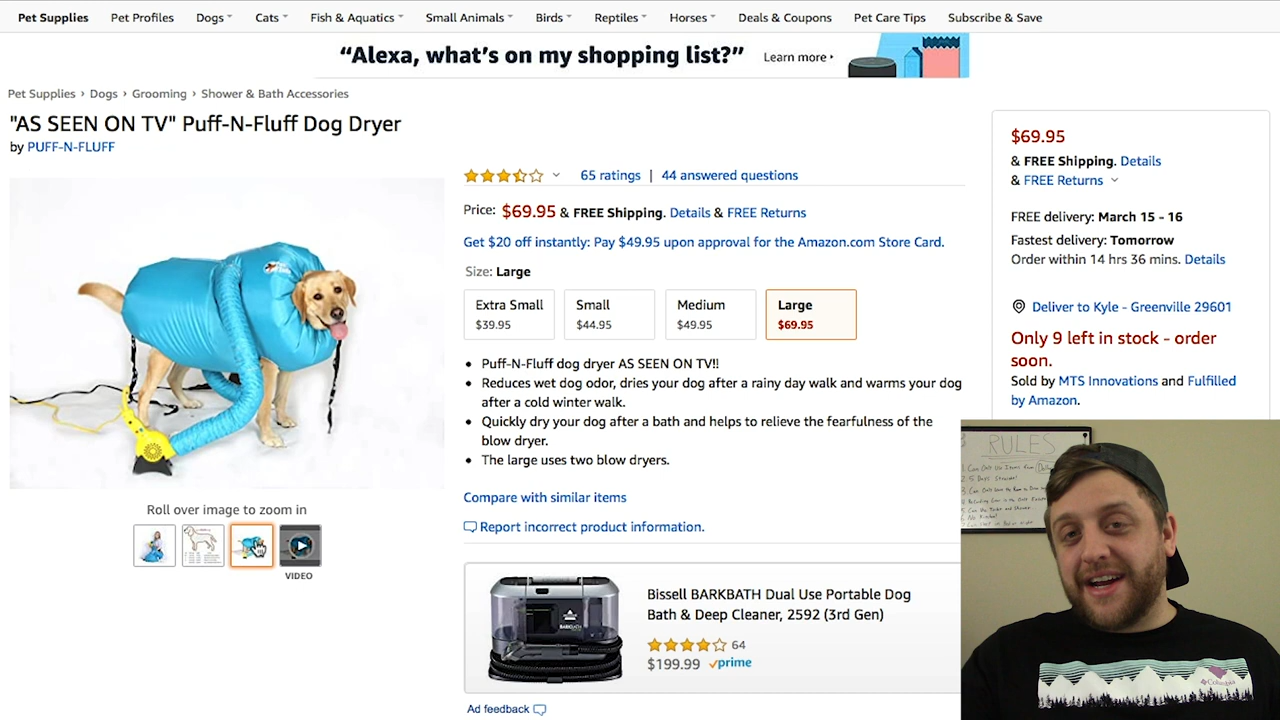 Pet Supplies Pet Profiles Dogs Cats Fish & Aquatics Small Animals Birds Reptiles Horses Deals & Coupons Pet Care Tips Subscribe & Save
“Alexa, what’s on my shopping list?” Learn more ›
Pet Supplies › Dogs › Grooming › Shower & Bath Accessories
"AS SEEN ON TV" Puff-N-Fluff Dog Dryer
by PUFF-N-FLUFF
65 ratings | 44 answered questions
Price: $69.95 & FREE Shipping. Details & FREE Returns
Get $20 off instantly: Pay $49.95 upon approval for the Amazon.com Store Card.
Size: Large
Extra Small Small Medium Large
$39.95 $44.95 $49.95 $69.95
• Puff-N-Fluff dog dryer AS SEEN ON TV!!
• Reduces wet dog odor, dries your dog after a rainy day walk and warms your dog
after a cold winter walk.
• Quickly dry your dog after a bath and helps to relieve the fearfulness of the
blow dryer.
• The large uses two blow dryers.
Compare with similar items
Report incorrect product information.
Roll over image to zoom in
VIDEO
BISSELL
BARKBATH
Bissell BARKBATH Dual Use Portable Dog
Bath & Deep Cleaner, 2592 (3rd Gen)
64
$199.99 prime
Ad feedback
$69.95
& FREE Shipping. Details
& FREE Returns
FREE delivery: March 15 - 16
Fastest delivery: Tomorrow
Order within 14 hrs 36 mins. Details
Deliver to Kyle - Greenville 29601
Only 9 left in stock - order
soon.
Sold by MTS Innovations and Fulfilled
by Amazon.
RULES
2. 5 Days Straight!
Columbia